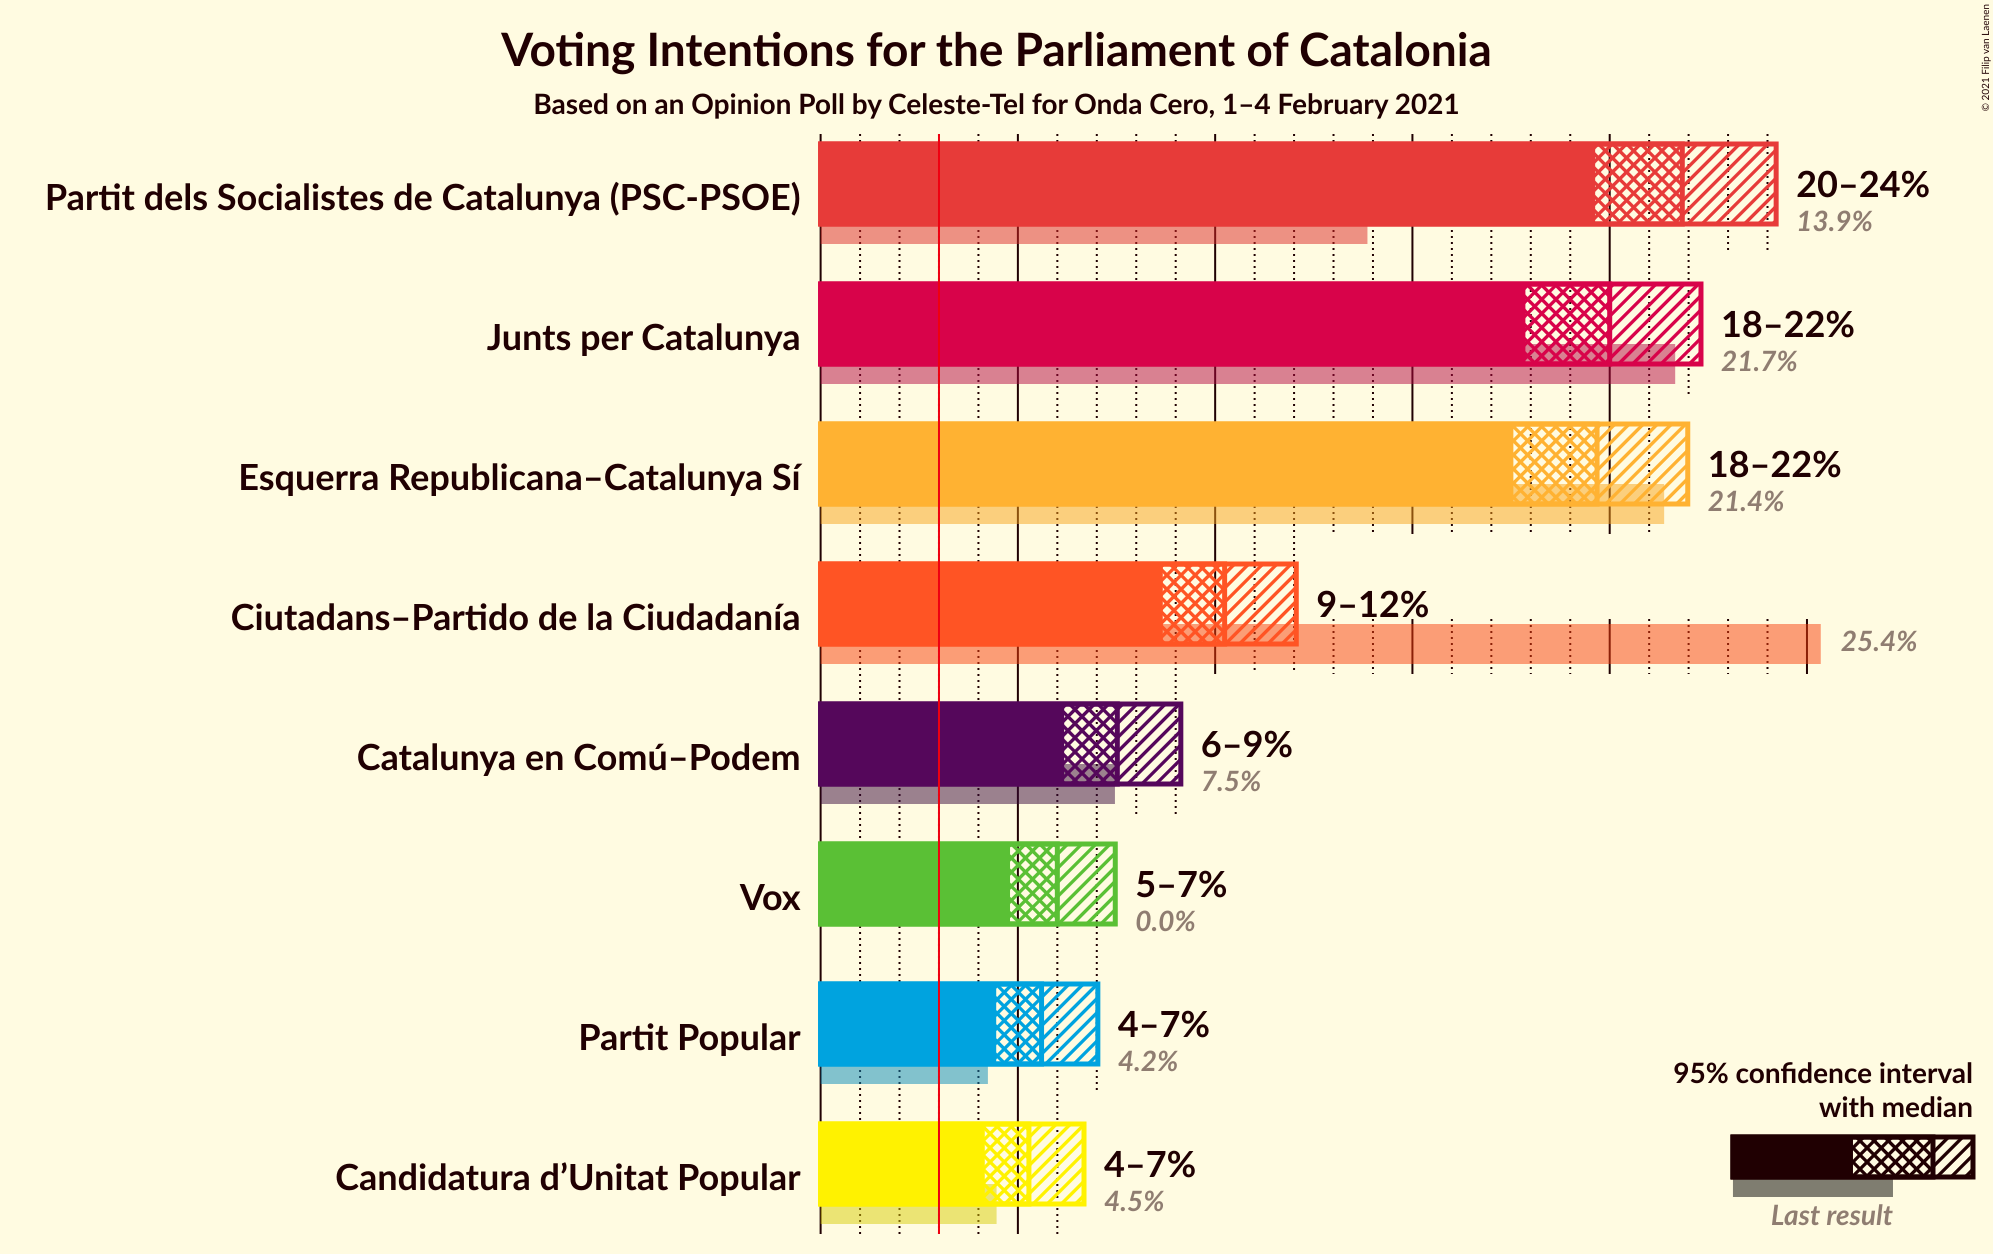 Voting Intentions for the Parliament of Catalonia
Based on an Opinion Poll by Celeste-Tel for Onda Cero, 1–4 February 2021
© 2021 Filip van Laenen
Partit dels Socialistes de Catalunya (PSC-PSOE)
20–24%
13.9%
Junts per Catalunya
18–22%
21.7%
Esquerra Republicana–Catalunya Sí
18–22%
21.4%
Ciutadans–Partido de la Ciudadanía
9–12%
25.4%
Catalunya en Comú–Podem
6–9%
7.5%
Vox
5–7%
0.0%
Partit Popular
4–7%
4.2%
Candidatura d’Unitat Popular
4–7%
4.5%
95% confidence interval
with median
Last result